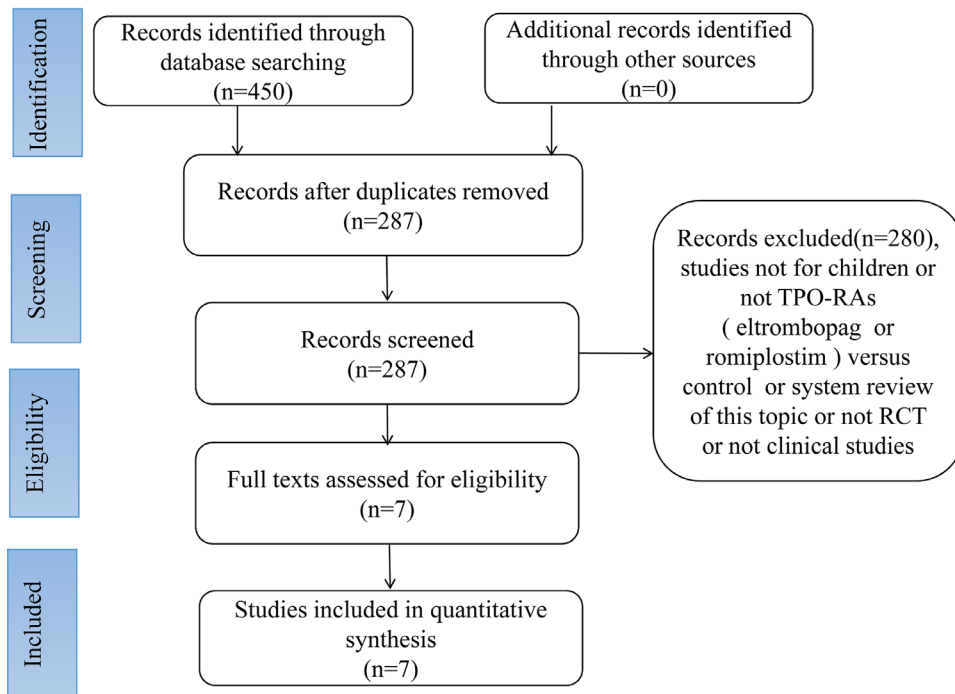 Identification
Records identified through
database searching
(n=450)
Additional records identified
through other sources
(n=0)
Records after duplicates removed
(n=287)
Screening
Records screened
(n=287)
Records excluded(n=280),
studies not for children or
not TPO-RAs
( eltrombopag or
romiplostim ) versus
control or system review
of this topic or not RCT
or not clinical studies
Eligibility
Full texts assessed for eligibility
(n=7)
Included
Studies included in quantitative
synthesis
(n=7)